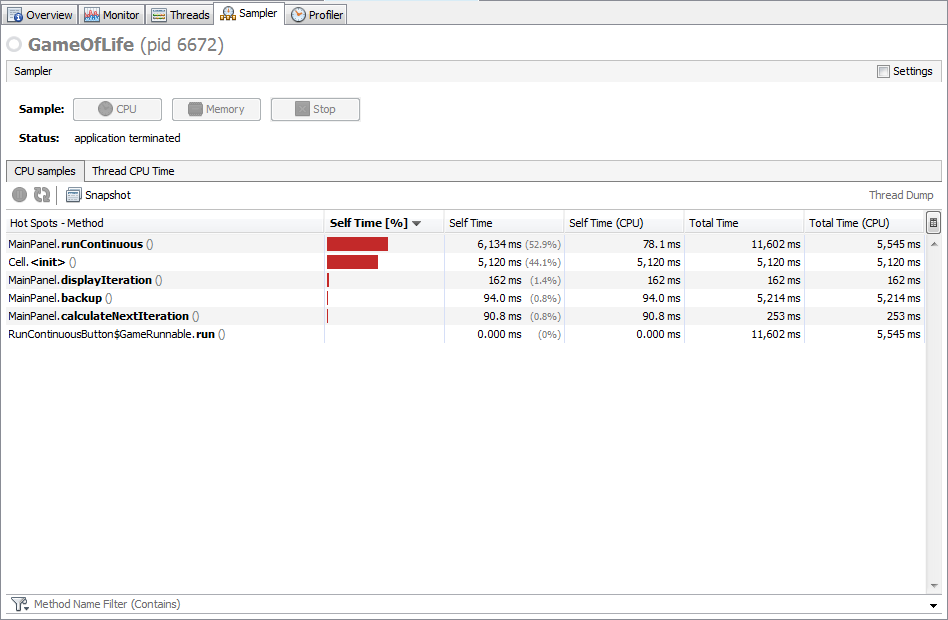 Overview Monitor Threads Sampler Profiler
GameOfLife (pid 6672)
Sampler Settings
Sample: CPU Memory Stop
Status: application terminated
CPU samples Thread CPU Time
Snapshot Thread Dump
Hot Spots - Method Self Time [%] Self Time Self Time (CPU) Total Time Total Time (CPU)
MainPanel.runContinuous () 6,134 ms (52.9%) 78.1 ms 11,602 ms 5,545 ms
Cell.<init> () 5,120 ms (44.1%) 5,120 ms 5,120 ms 5,120 ms
MainPanel.displayIteration () 162 ms (1.4%) 162 ms 162 ms 162 ms
MainPanel.backup () 94.0 ms (0.8%) 94.0 ms 5,214 ms 5,214 ms
MainPanel.calculateNextIteration () 90.8 ms (0.8%) 90.8 ms 253 ms 253 ms
RunContinuousButton$GameRunnable.run () 0.000 ms (0%) 0.000 ms 11,602 ms 5,545 ms
Method Name Filter (Contains)